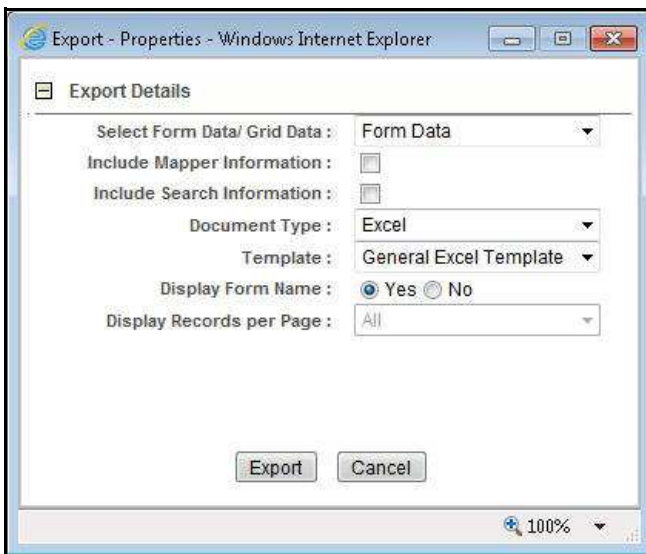 Export - Properties - Windows Internet Explorer
Export Details
Select Form Data/ Grid Data : Form Data
Include Mapper Information :
Include Search Information :
Document Type : Excel
Template : General Excel Template
Display Form Name : Yes No
Display Records per Page : All
Export Cancel
100%